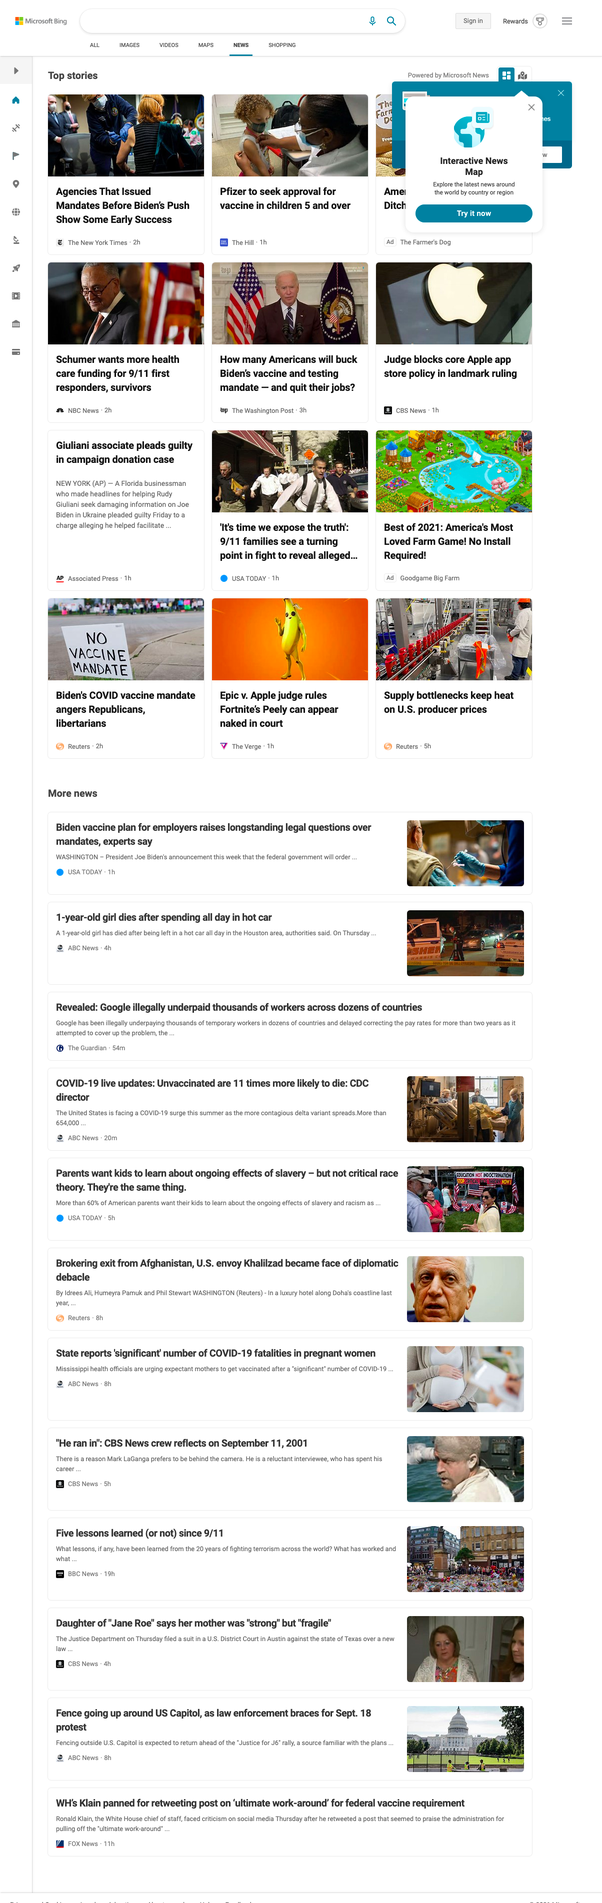 Microsoft Bing
Sign in
Rewards
ALL
IMAGES
VIDEOS
MAPS
NEWS
SHOPPING
Top stories
Powered by Microsoft News
Interactive News
Map
Explore the latest news around
the world by country or region
Try it now
Agencies That Issued
Mandates Before Biden's Push
Show Some Early Success
The New York Times · 2h
Pfizer to seek approval for
vaccine in children 5 and over
The Hill · 1h
Ditch
Ad The Farmer's Dog
Schumer wants more health
care funding for 9/11 first
responders, survivors
NBC News · 2h
How many Americans will buck
Biden's vaccine and testing
mandate — and quit their jobs?
The Washington Post · 3h
Judge blocks core Apple app
store policy in landmark ruling
CBS News · 1h
Giuliani associate pleads guilty
in campaign donation case
NEW YORK (AP) — A Florida businessman
who made headlines for helping Rudy
Giuliani seek damaging information on Joe
Biden in Ukraine pleaded guilty Friday to a
charge alleging he helped facilitate ...
AP Associated Press · 1h
'It's time we expose the truth':
9/11 families see a turning
point in fight to reveal alleged...
USA TODAY · 1h
Best of 2021: America's Most
Loved Farm Game! No Install
Required!
Ad Goodgame Big Farm
NO
VACCINE
MANDATE
Biden's COVID vaccine mandate
angers Republicans,
libertarians
Reuters · 2h
Epic v. Apple judge rules
Fortnite's Peely can appear
naked in court
The Verge · 1h
Supply bottlenecks keep heat
on U.S. producer prices
Reuters · 5h
More news
Biden vaccine plan for employers raises longstanding legal questions over
mandates, experts say
WASHINGTON – President Joe Biden's announcement this week that the federal government will order ...
USA TODAY · 1h
1-year-old girl dies after spending all day in hot car
A 1-year-old girl has died after being left in a hot car all day in the Houston area, authorities said. On Thursday ...
ABC News · 4h
Revealed: Google illegally underpaid thousands of workers across dozens of countries
Google has been illegally underpaying thousands of temporary workers in dozens of countries and delayed correcting the pay rates for more than two years as it
attempted to cover up the problem, the ...
The Guardian · 54m
COVID-19 live updates: Unvaccinated are 11 times more likely to die: CDC
director
The United States is facing a COVID-19 surge this summer as the more contagious delta variant spreads.More than
654,000 ...
ABC News · 20m
Parents want kids to learn about ongoing effects of slavery – but not critical race
theory. They're the same thing.
More than 60% of American parents want their kids to learn about the ongoing effects of slavery and racism as ...
USA TODAY · 5h
Brokering exit from Afghanistan, U.S. envoy Khalilzad became face of diplomatic
debacle
By Idrees Ali, Humeyra Pamuk and Phil Stewart WASHINGTON (Reuters) - In a luxury hotel along Doha's coastline last
year, ...
Reuters · 8h
State reports 'significant' number of COVID-19 fatalities in pregnant women
Mississippi health officials are urging expectant mothers to get vaccinated after a "significant" number of COVID-19 ...
ABC News · 8h
"He ran in": CBS News crew reflects on September 11, 2001
There is a reason Mark LaGanga prefers to be behind the camera. He is a reluctant interviewee, who has spent his
career ...
CBS News · 5h
Five lessons learned (or not) since 9/11
What lessons, if any, have been learned from the 20 years of fighting terrorism across the world? What has worked and
what ...
BBC News · 19h
Daughter of "Jane Roe" says her mother was "strong" but "fragile"
The Justice Department on Thursday filed a suit in a U.S. District Court in Austin against the state of Texas over a new
law ...
CBS News · 4h
Fence going up around US Capitol, as law enforcement braces for Sept. 18
protest
Fencing outside U.S. Capitol is expected to return ahead of the "Justice for J6" rally, a source familiar with the plans ...
ABC News · 8h
WH's Klain panned for retweeting post on 'ultimate work-around' for federal vaccine requirement
Ronald Klain, the White House chief of staff, faced criticism on social media Thursday after he retweeted a post that seemed to praise the administration for
pulling off the "ultimate work-around" ...
FOX News · 11h